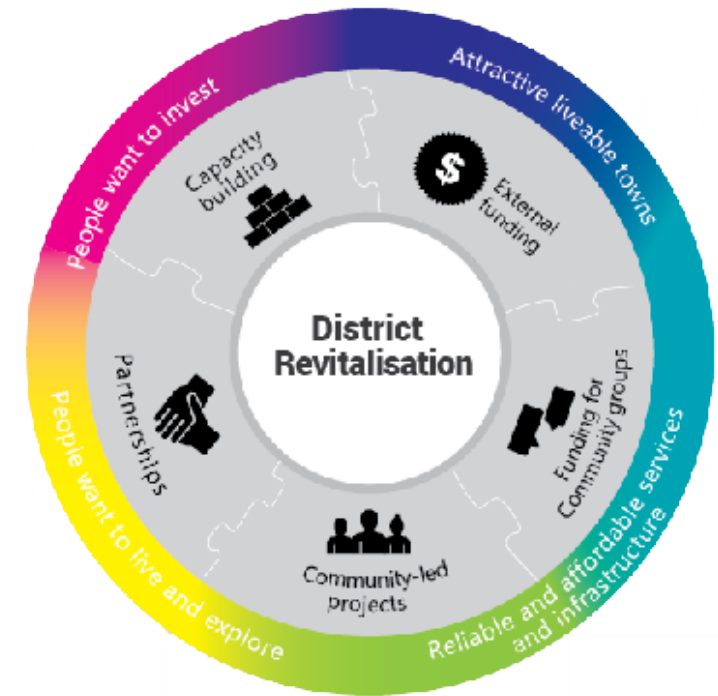 District
Revitalisation
Attractive liveable towns
Reliable and affordable services
and infrastructure
People want to live and explore
People want to invest
$
External
funding
Funding for
Community groups
Community-led
projects
Partnerships
Capacity
building